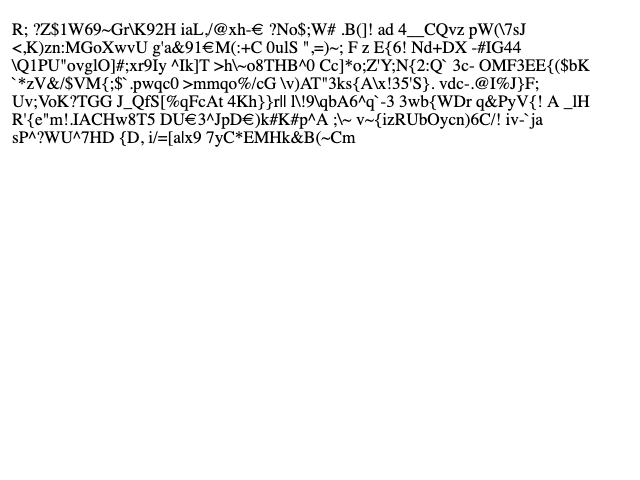 R; ?Z$1W69~Gr\K92H iaL,/@xh-€ ?No$;W# .B(]! ad 4__CQvz pW(\7sJ
<,K)zn:MGoXwvU g'a&91€M(:+C 0ulS ",=)~; F z E{6! Nd+DX -#IG44
\Q1PU"ovglO]#;xr9Iy ^Ik]T >h\~o8THB^0 Cc]*o;Z'Y;N{2:Q` 3c- OMF3EE{($bK
`*zV&/$VM{;$`.pwqc0 >mmqo%/cG \v)AT"3ks{A\x!35'S}. vdc-.@I%J}F;
Uv;VoK?TGG J_QfS[%qFcAt 4Kh}}rl| l\!9\qbA6^q`-3 3wb{WDr q&PyV{! A _lH
R'{e"m!.IACHw8T5 DU€3^JpD€)k#K#p^A ;\~ v~{izRUbOycn)6C/! iv-`ja
sP^?WU^7HD {D, i/=[a|x9 7yC*EMHk&B(~Cm